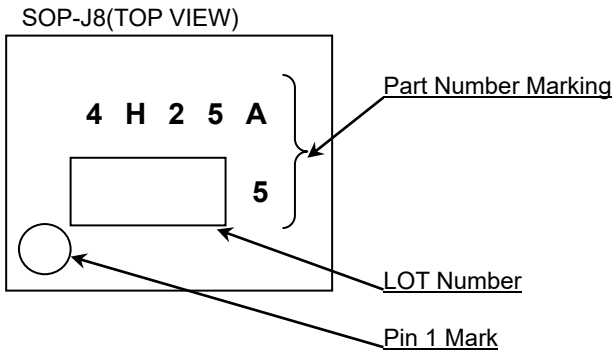 SOP-J8(TOP VIEW)
Part Number Marking
4 H 2 5 A
5
LOT Number
Pin 1 Mark